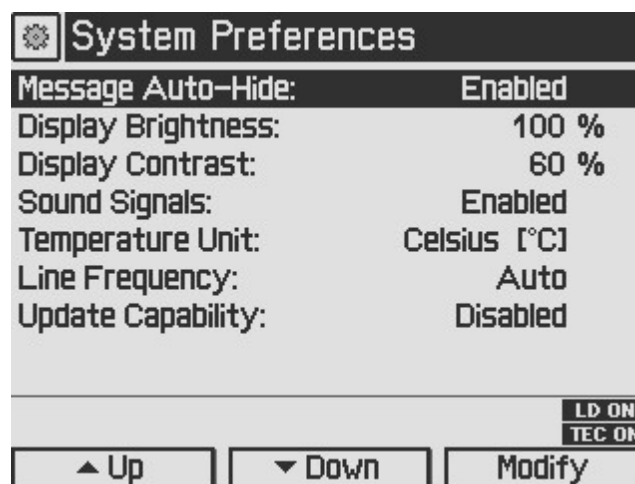 System Preferences
Message Auto-Hide: Enabled
Display Brightness: 100 %
Display Contrast: 60 %
Sound Signals: Enabled
Temperature Unit: Celsius [°C]
Line Frequency: Auto
Update Capability: Disabled
LD ON
TEC ON
▲ Up ▼ Down Modify